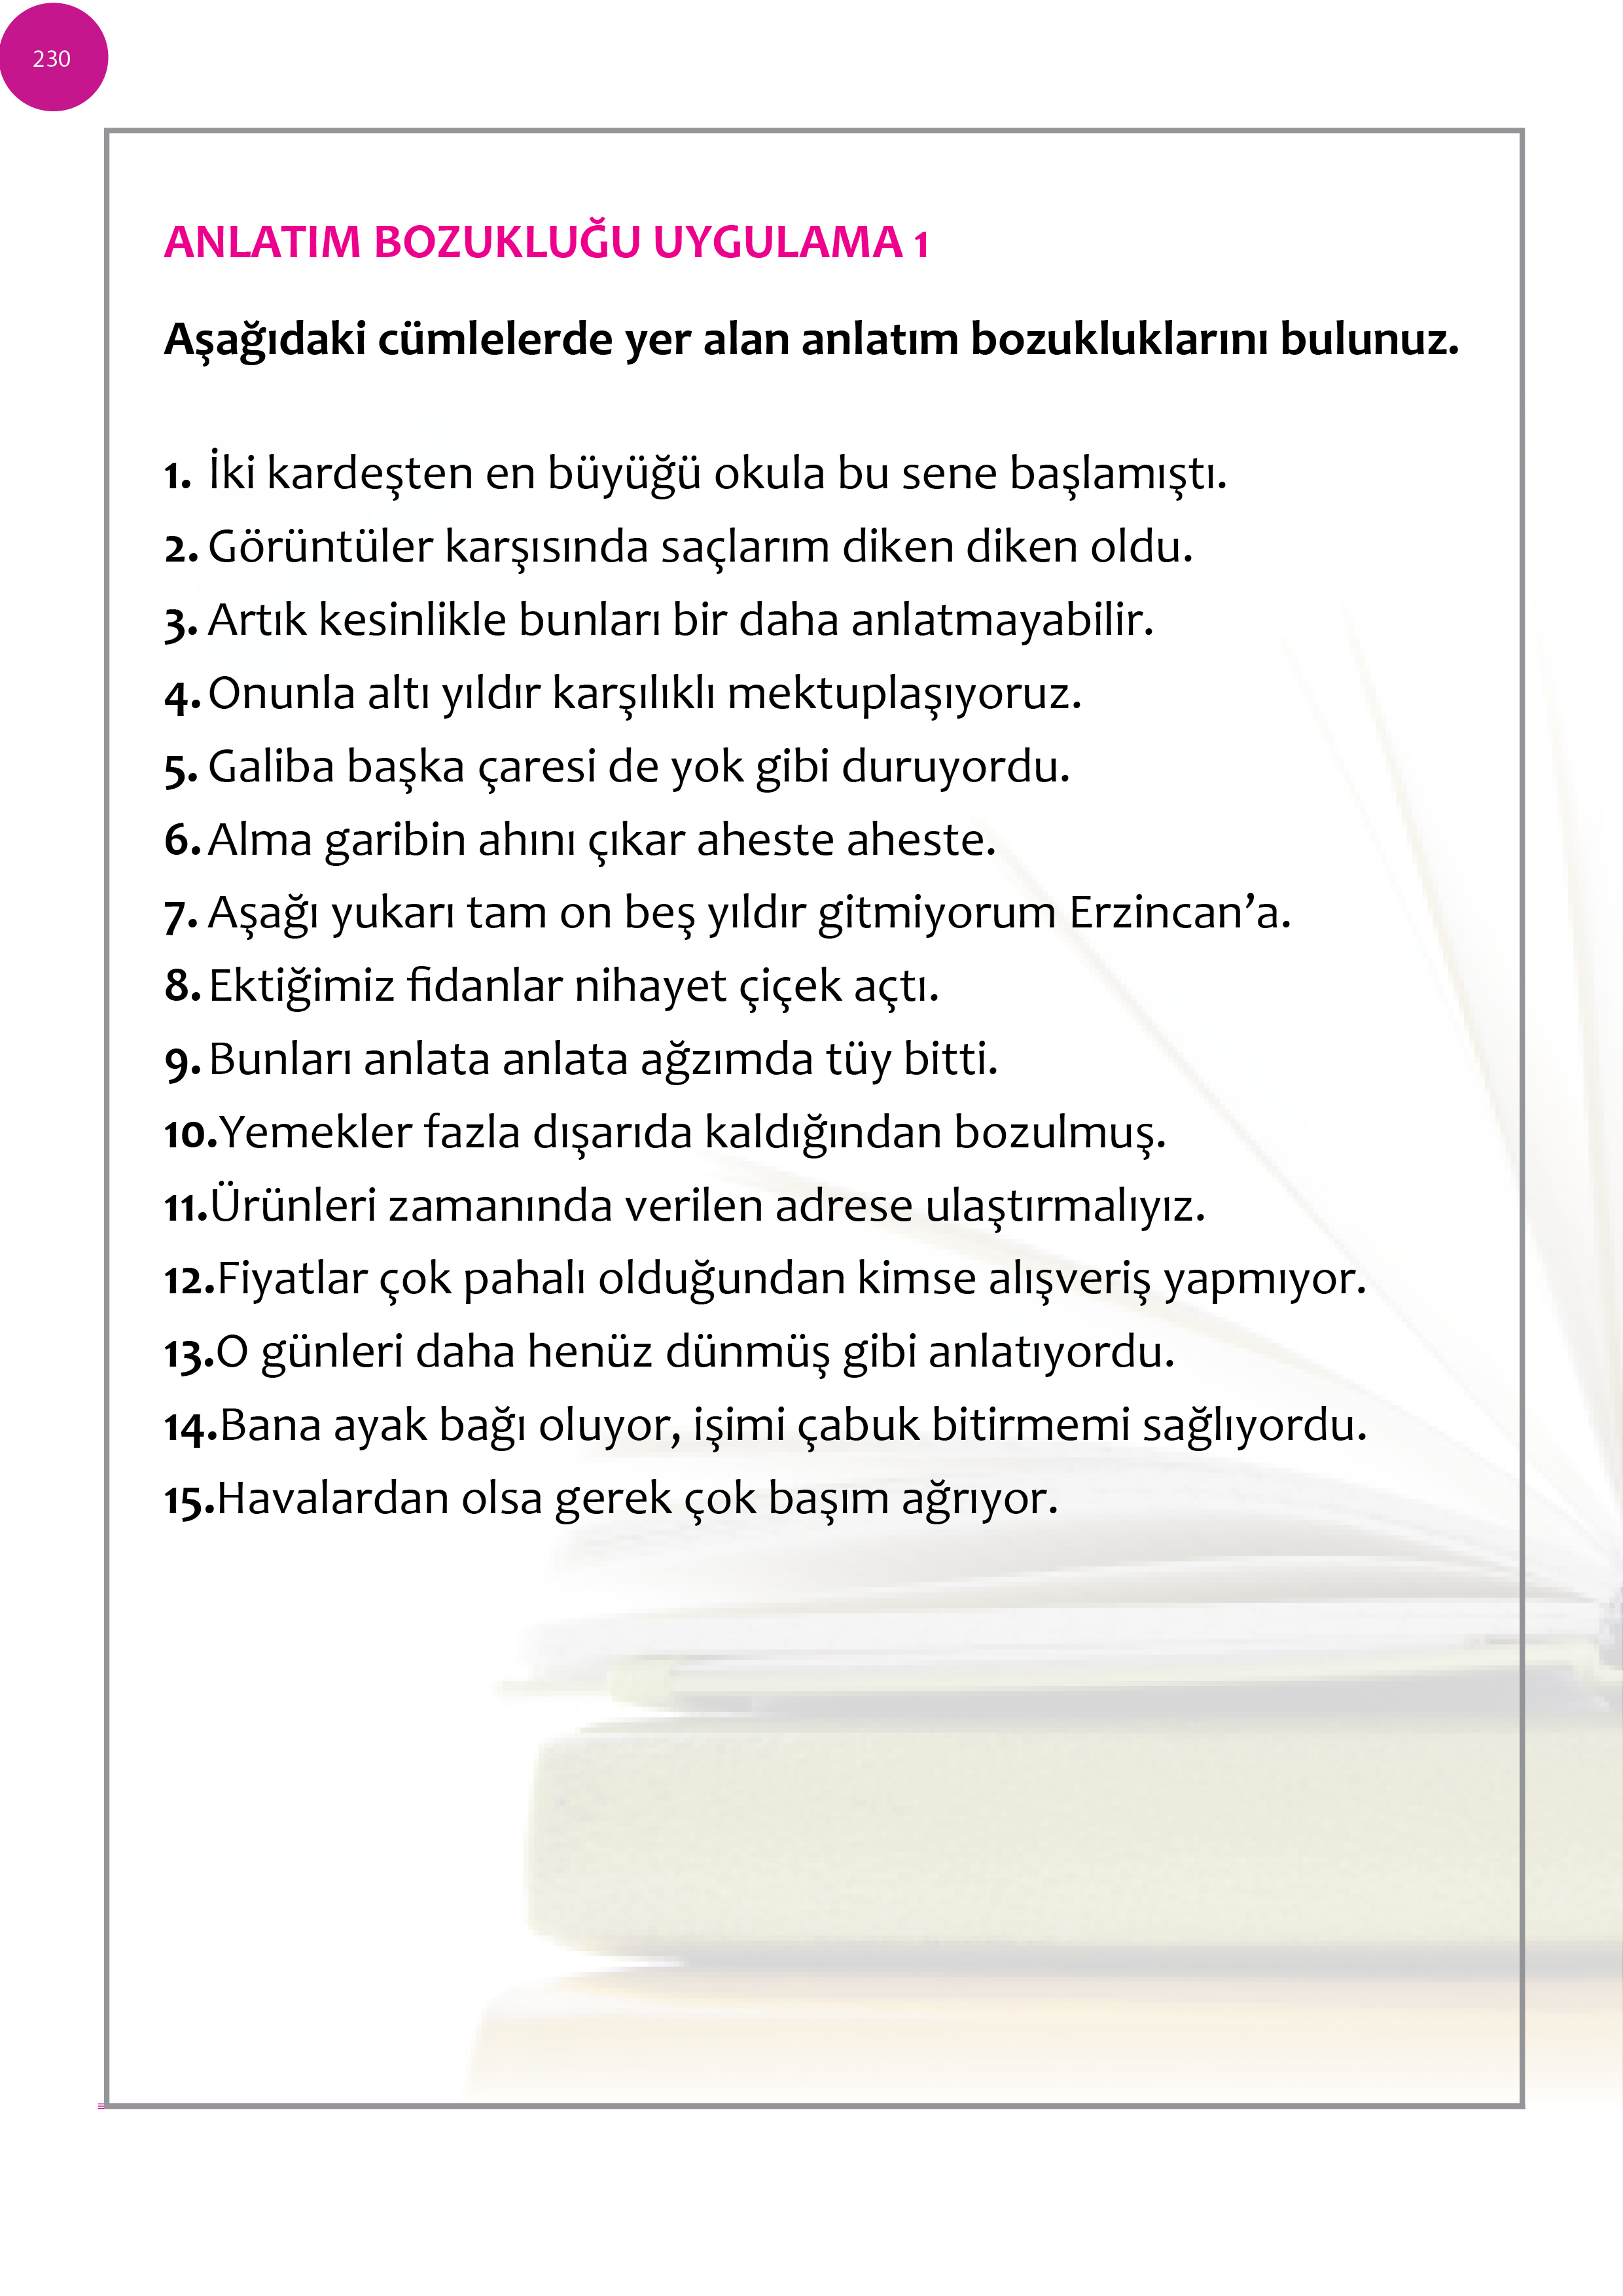 230
ANLATIM BOZUKLUĞU UYGULAMA 1
Aşağıdaki cümlelerde yer alan anlatım bozukluklarını bulunuz.
1. İki kardeşten en büyüğü okula bu sene başlamıştı.
2. Görüntüler karşısında saçlarım diken diken oldu.
3. Artık kesinlikle bunları bir daha anlatmayabilir.
4. Onunla altı yıldır karşılıklı mektuplaşıyoruz.
5. Galiba başka çaresi de yok gibi duruyordu.
6. Alma garibin ahını çıkar aheste aheste.
7. Aşağı yukarı tam on beş yıldır gitmiyorum Erzincan’a.
8. Ektiğimiz fidanlar nihayet çiçek açtı.
9. Bunları anlata anlata ağzımda tüy bitti.
10.Yemekler fazla dışarıda kaldığından bozulmuş.
11.Ürünleri zamanında verilen adrese ulaştırmalıyız.
12.Fiyatlar çok pahalı olduğundan kimse alışveriş yapmıyor.
13.O günleri daha henüz dünmüş gibi anlatıyordu.
14.Bana ayak bağı oluyor, işimi çabuk bitirmemi sağlıyordu.
15.Havalardan olsa gerek çok başım ağrıyor.